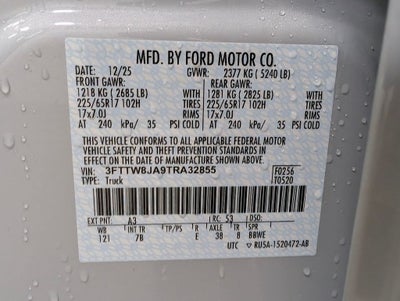 MFD. BY FORD MOTOR CO.
DATE: 12/25 GVWR: 2377 KG ( 5240 LB)
FRONT GAWR: REAR GAWR:
1218 KG ( 2685 LB) WITH 1281 KG ( 2825 LB) WITH
225/65R17 102H TIRES 225/65R17 102H TIRES
17x7.0J RIMS 17x7.0J RIMS
AT 240 kPa/ 35 PSI COLD AT 240 kPa/ 35 PSI COLD
THIS VEHICLE CONFORMS TO ALL APPLICABLE FEDERAL MOTOR
VEHICLE SAFETY AND THEFT PREVENTION STANDARDS IN EFFECT
ON THE DATE OF MANUFACTURE SHOWN ABOVE.
VIN: 3FTTW8JA9TRA32855 F0256
TYPE: Truck T0520
EXT PNT: A3 RC: 53 DSO:
WB INT TR TP/PS R AXLE TR SPR
121 7B E 38 8 BBWE
UTC RU5A-1520472-AB